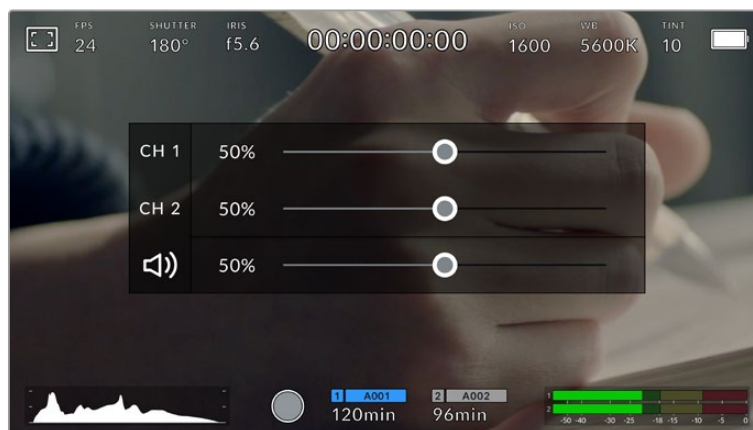 FPS
24
SHUTTER
180°
IRIS
f5.6
00:00:00:00
ISO
1600
WB
5600K
TINT
10
CH 1 50%
CH 2 50%
50%
1 A001
120min
2 A002
96min
1
2
-50 -40 -30 -25 -18 -15 -10 -5 0